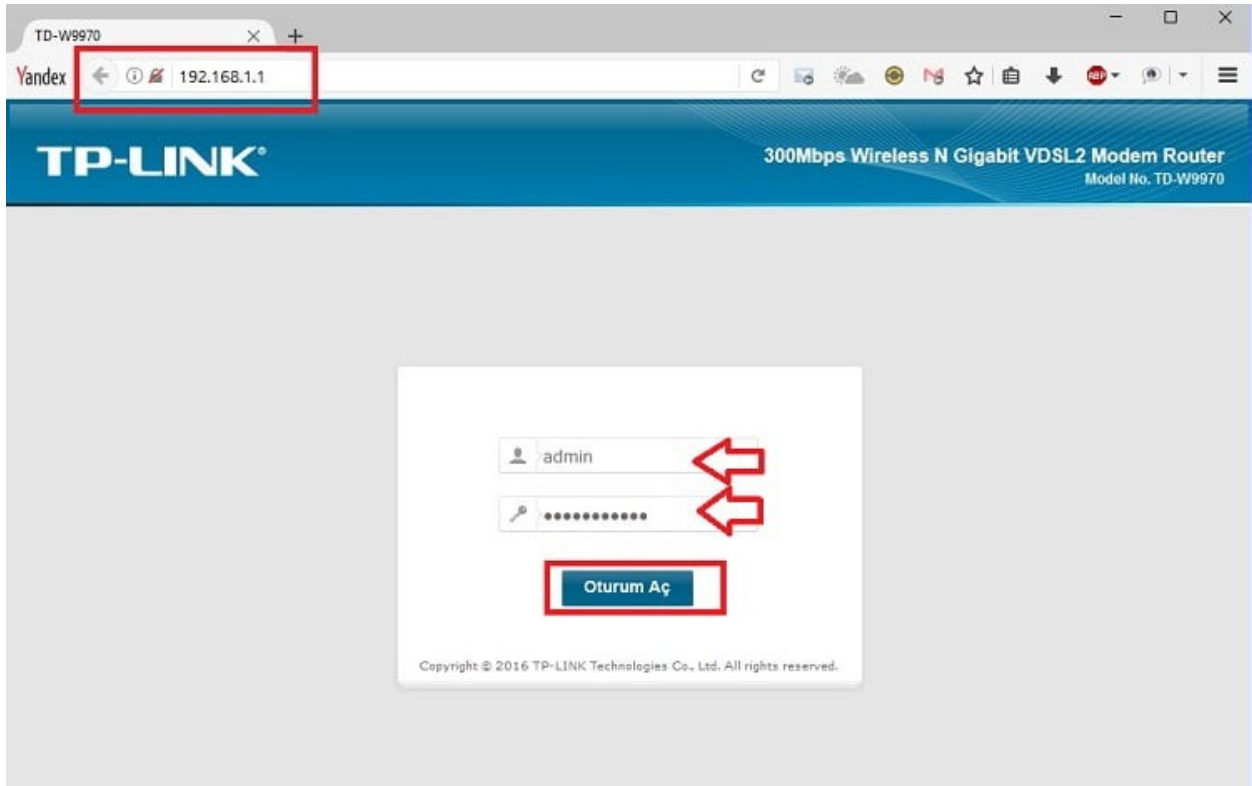 TD-W9970
Yandex
192.168.1.1
ABP
TP-LINK®
300Mbps Wireless N Gigabit VDSL2 Modem Router
Model No. TD-W9970
admin
Oturum Aç
Copyright © 2016 TP-LINK Technologies Co., Ltd. All rights reserved.